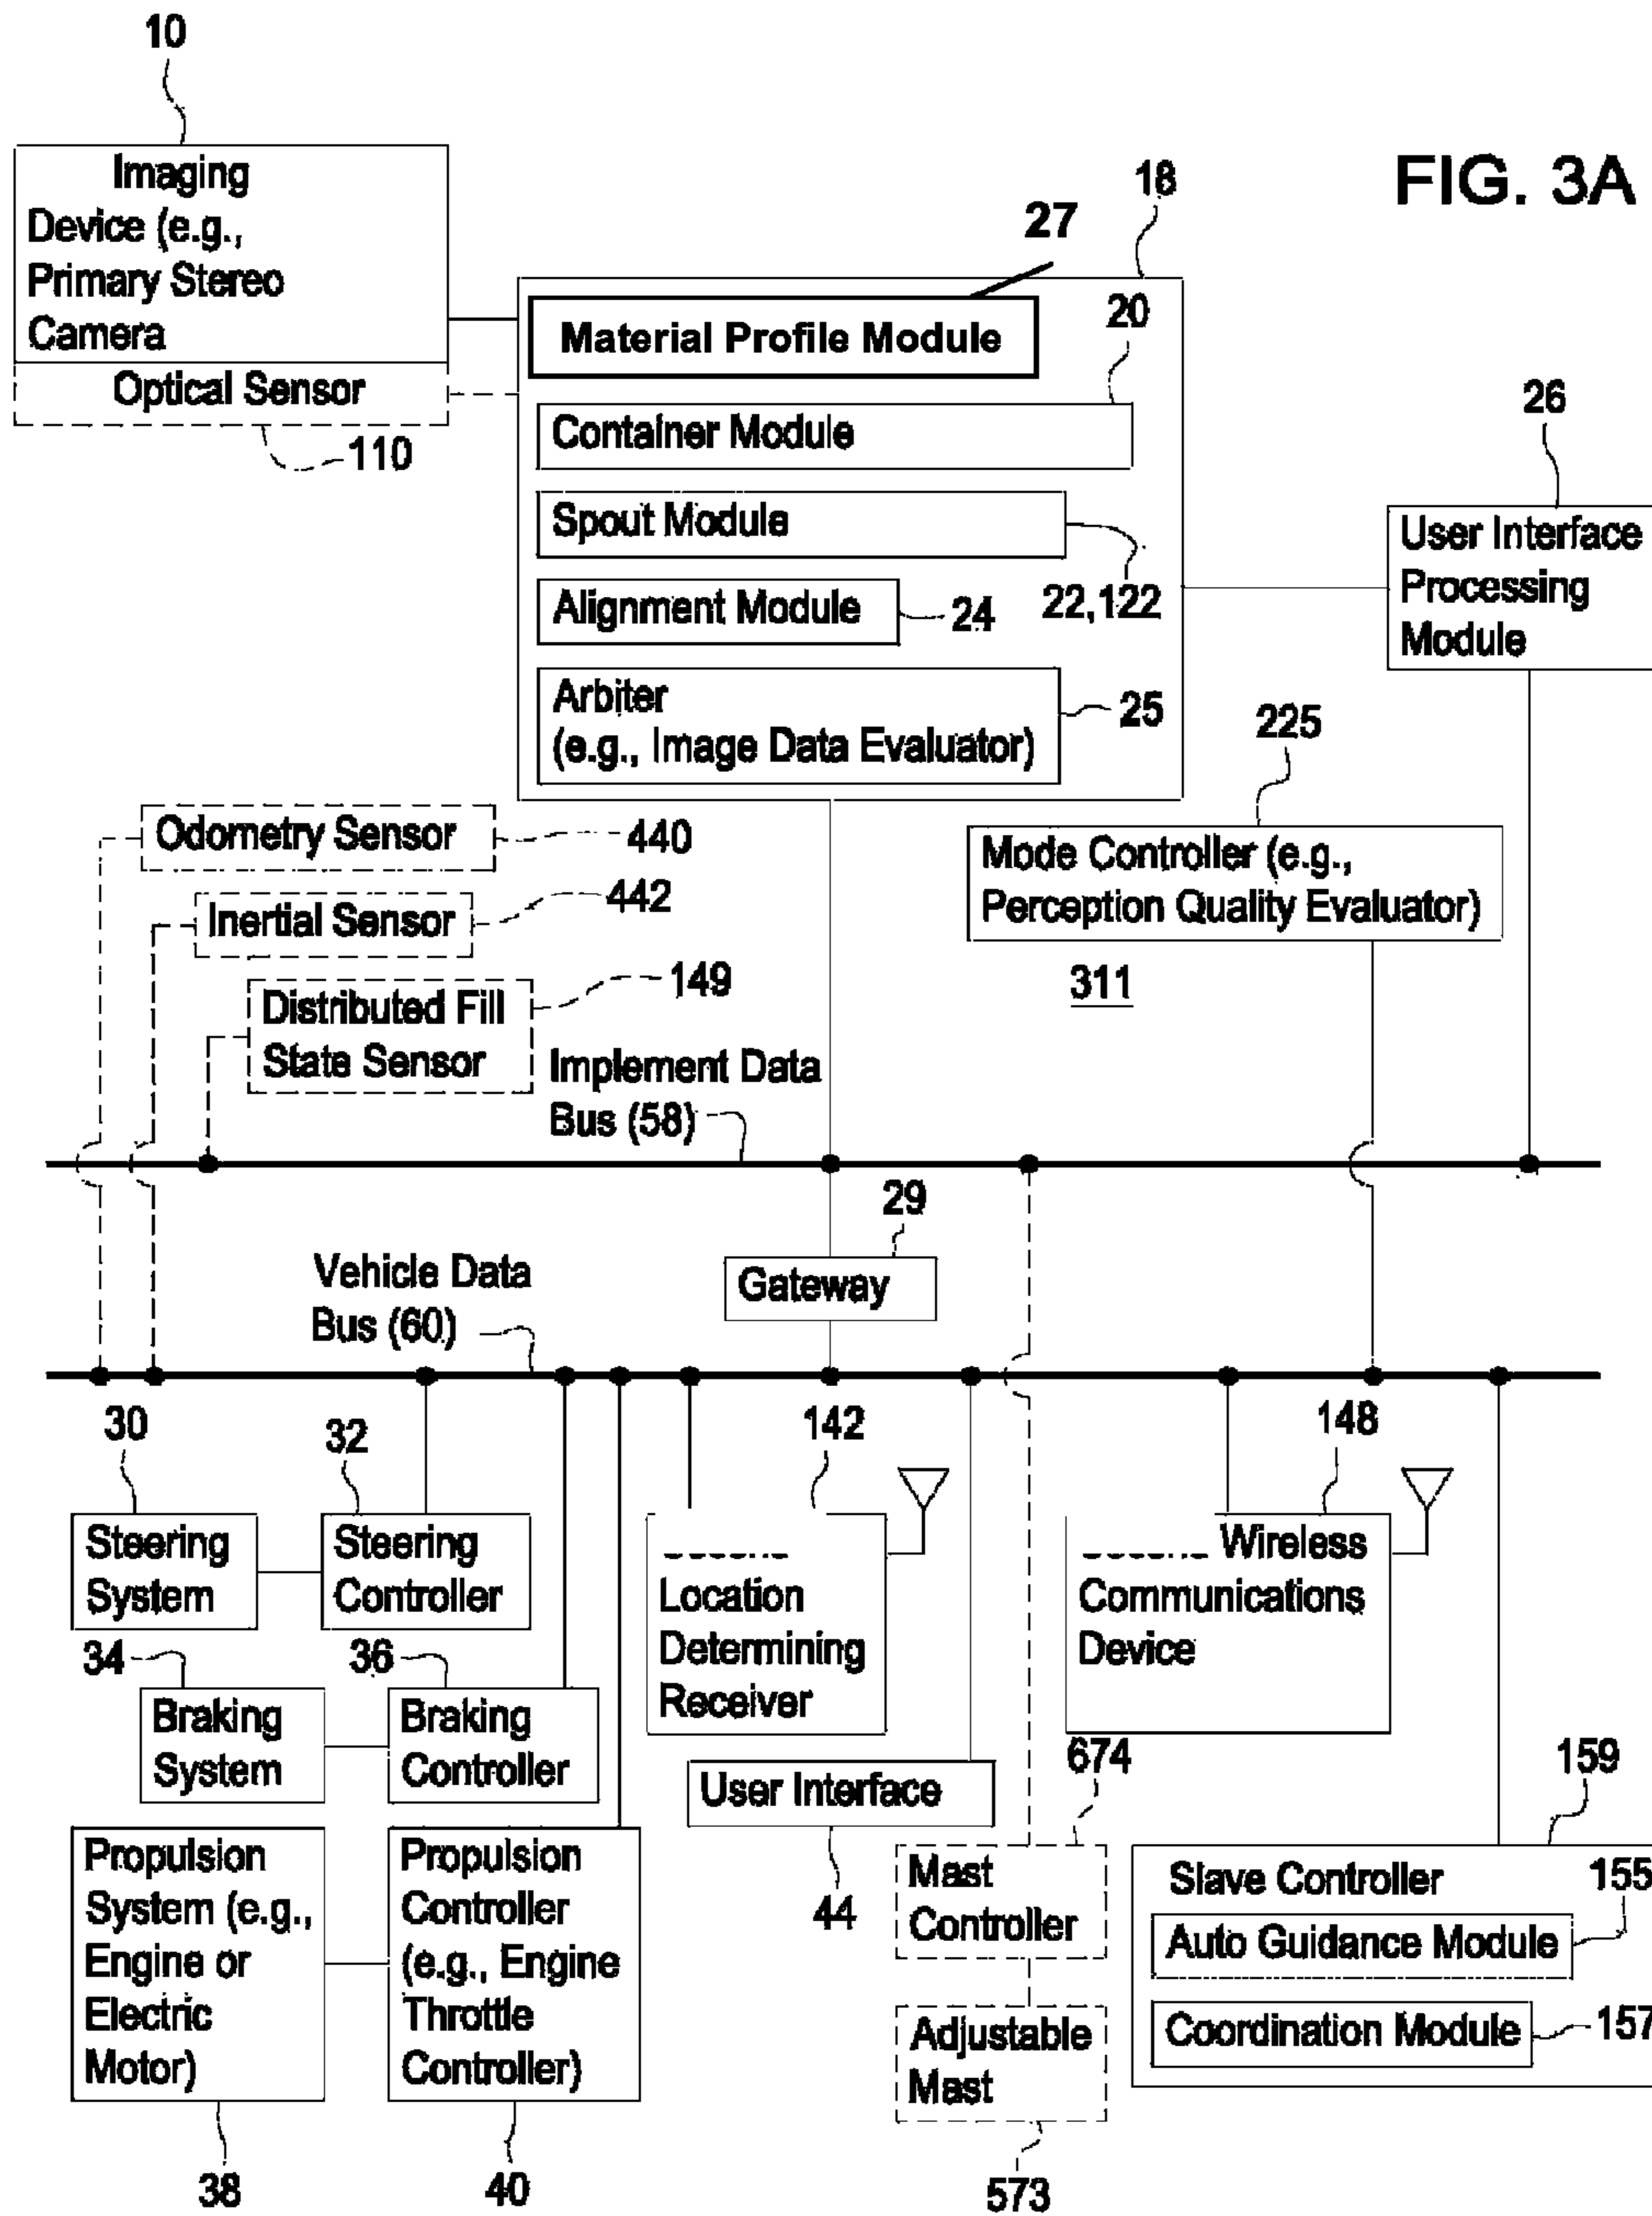 10
FIG. 3A
Imaging
Device (e.g.,
Primary Stereo
Camera
Optical Sensor
110
18
27
Material Profile Module
20
Container Module
Spout Module
22,122
Alignment Module
24
Arbiter
(e.g., Image Data Evaluator)
25
26
User Interface
Processing
Module
225
Mode Controller (e.g.,
Perception Quality Evaluator)
311
Odometry Sensor
440
Inertial Sensor
442
Distributed Fill
State Sensor
149
Implement Data
Bus (58)
29
Gateway
Vehicle Data
Bus (60)
30
Steering
System
32
Steering
Controller
34
Braking
System
36
Braking
Controller
Propulsion
System (e.g.,
Engine or
Electric
Motor)
38
Propulsion
Controller
(e.g., Engine
Throttle
Controller)
40
142
Location
Determining
Receiver
User Interface
44
148
Wireless
Communications
Device
674
Mast
Controller
Adjustable
Mast
573
159
Slave Controller
155
Auto Guidance Module
Coordination Module
157